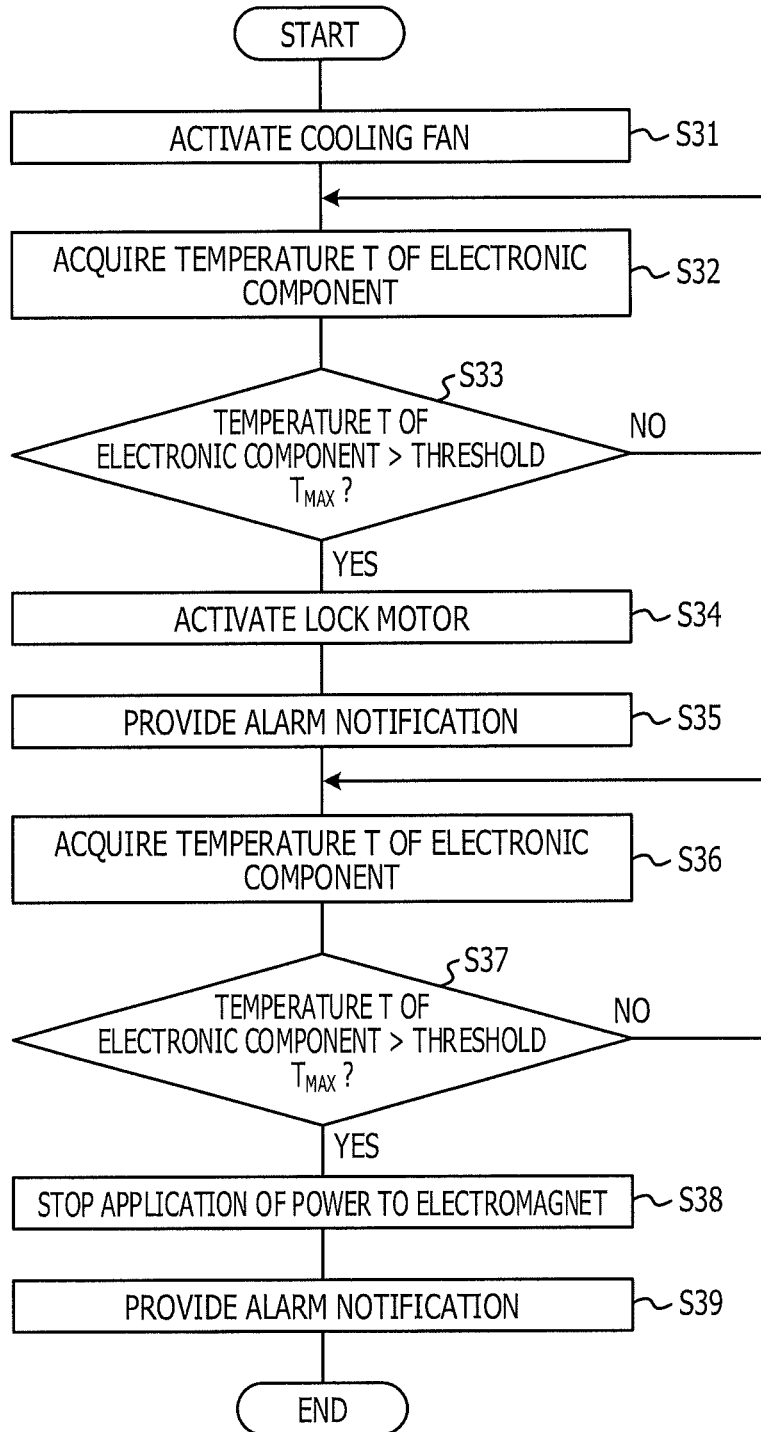 START
ACTIVATE COOLING FAN
S31
ACQUIRE TEMPERATURE T OF ELECTRONIC
COMPONENT
S32
S33
TEMPERATURE T OF
ELECTRONIC COMPONENT > THRESHOLD
TMAX ?
NO
YES
ACTIVATE LOCK MOTOR
S34
PROVIDE ALARM NOTIFICATION
S35
ACQUIRE TEMPERATURE T OF ELECTRONIC
COMPONENT
S36
S37
TEMPERATURE T OF
ELECTRONIC COMPONENT > THRESHOLD
TMAX ?
NO
YES
STOP APPLICATION OF POWER TO ELECTROMAGNET
S38
PROVIDE ALARM NOTIFICATION
S39
END